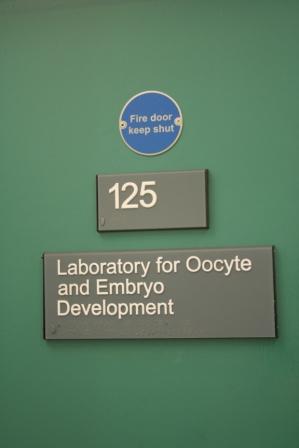 Fire door
keep shut
125
Laboratory for Oocyte
and Embryo
Development